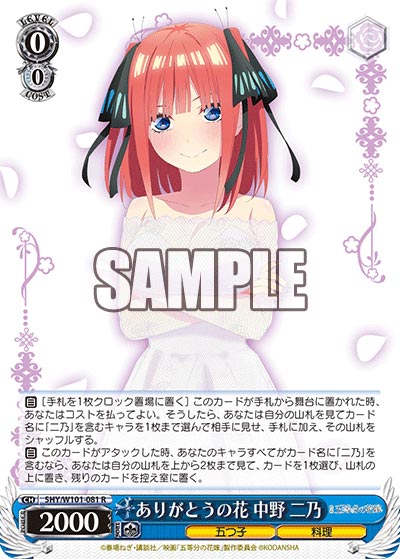 LEVEL
0
0
COST
SAMPLE
自 [手札を1枚クロック置場に置く] このカードが手札から舞台に置かれた時、
あなたはコストを払ってよい。そうしたら、あなたは自分の山札を見てカード
名に「二乃」を含むキャラを1枚まで選んで相手に見せ、手札に加え、その山札を
シャッフルする。
自 このカードがアタックした時、あなたのキャラすべてがカード名に「二乃」を含
むなら、あなたは自分の山札を上から2枚まで見て、カードを1枚選び、山札の
上に置き、残りのカードを控室に置く。
CH 5HY/W101-081 R
ありがとうの花 中野 二乃
2000
五つ子
料理
©春場ねぎ・講談社／映画「五等分の花嫁」製作委員会 ®KODANSHA